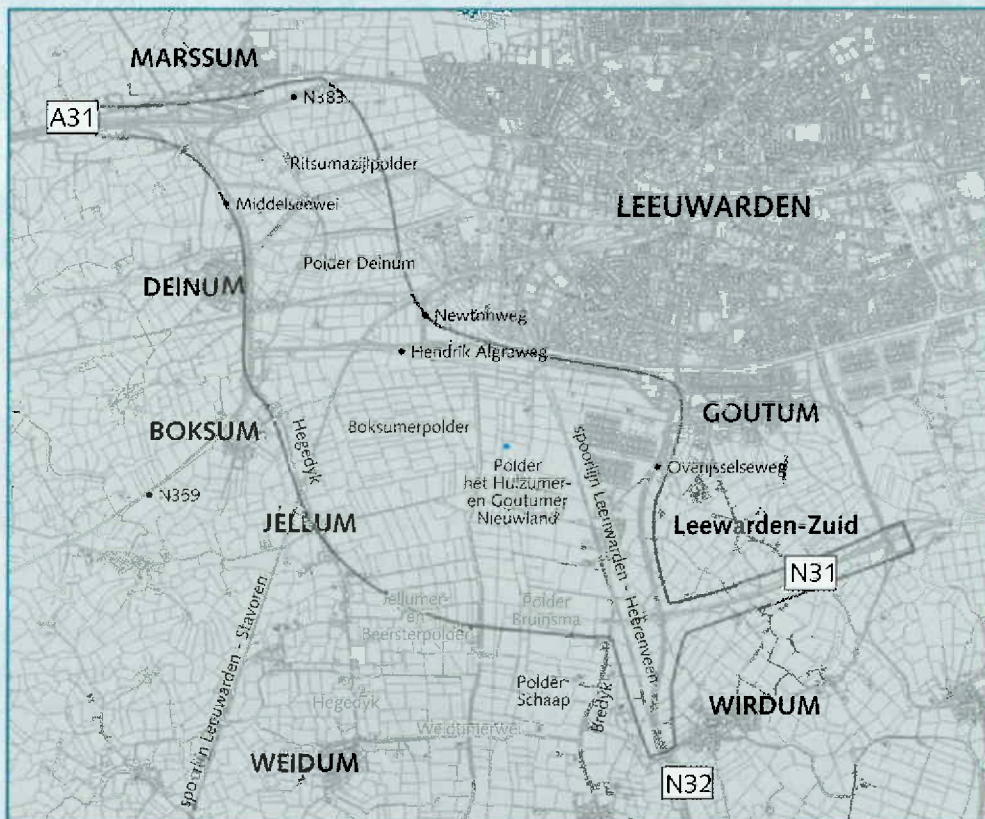 MARSSUM
N383
A31
Ritsumazijlpolder
Middelseewei
LEEUWARDEN
Polder Deinum
DEINUM
Newtonweg
Hendrik Algraweg
GOUTUM
BOKSUM
Hegedyk
Boksumerpolder
spoorlijn Leeuwarden - Heerenveen
Polder
het Huizumer-
en Goutumer
Nieuwland
Overijsselseweg
N359
JELLUM
Leewarden-Zuid
N31
Jellumer-
en
Beersterpolder
Polder
Bruinsma
spoorlijn Leeuwarden - Stavoren
Polder
Schaap
Bredyk
WIRDUM
Hegedyk
Weidumerwei
WEIDUM
N32